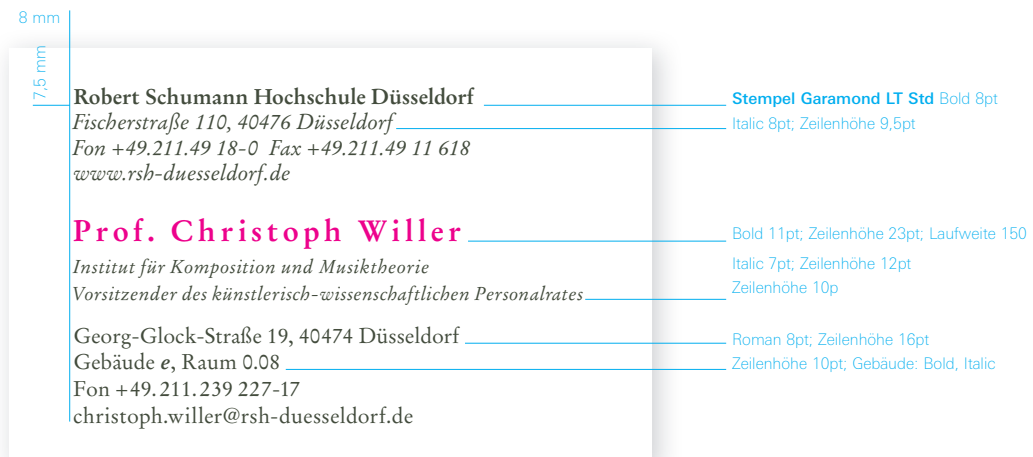 8 mm
7,5 mm
Robert Schumann Hochschule Düsseldorf
Stempel Garamond LT Std Bold 8pt
Fischerstraße 110, 40476 Düsseldorf
Italic 8pt; Zeilenhöhe 9,5pt
Fon +49.211.49 18-0 Fax +49.211.49 11 618
www.rsh-duesseldorf.de
Prof. Christoph Willer
Bold 11pt; Zeilenhöhe 23pt; Laufweite 150
Institut für Komposition und Musiktheorie
Italic 7pt; Zeilenhöhe 12pt
Vorsitzender des künstlerisch-wissenschaftlichen Personalrates
Zeilenhöhe 10p
Georg-Glock-Straße 19, 40474 Düsseldorf
Roman 8pt; Zeilenhöhe 16pt
Gebäude e, Raum 0.08
Zeilenhöhe 10pt; Gebäude: Bold, Italic
Fon +49.211.239 227-17
christoph.willer@rsh-duesseldorf.de